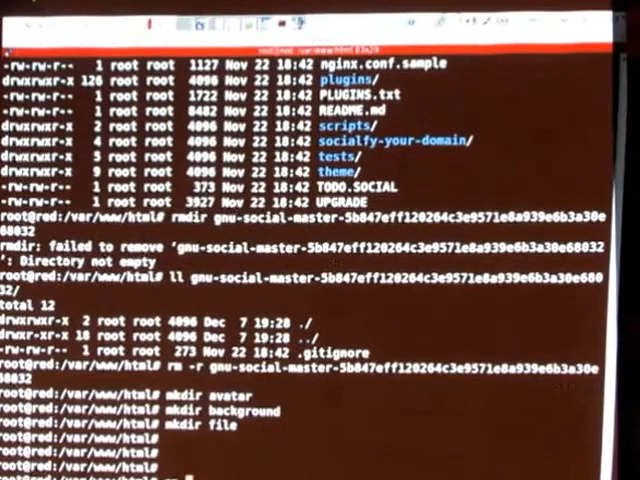 root@red: /var/www/html 83x29
-rw-rw-r-- 1 root root 1127 Nov 22 18:42 nginx.conf.sample
drwxrwxr-x 126 root root 4096 Nov 22 18:42 plugins/
-rw-rw-r-- 1 root root 1722 Nov 22 18:42 PLUGINS.txt
-rw-rw-r-- 1 root root 8482 Nov 22 18:42 README.md
drwxrwxr-x 2 root root 4096 Nov 22 18:42 scripts/
drwxrwxr-x 4 root root 4096 Nov 22 18:42 socialfy-your-domain/
drwxrwxr-x 5 root root 4096 Nov 22 18:42 tests/
drwxrwxr-x 9 root root 4096 Nov 22 18:42 theme/
-rw-rw-r-- 1 root root 373 Nov 22 18:42 TODO.SOCIAL
-rw-rw-r-- 1 root root 3927 Nov 22 18:42 UPGRADE
root@red:/var/www/html# rmdir gnu-social-master-5b847eff120264c3e9571e8a939e6b3a30e
68032
rmdir: failed to remove ‘gnu-social-master-5b847eff120264c3e9571e8a939e6b3a30e68032
’: Directory not empty
root@red:/var/www/html# ll gnu-social-master-5b847eff120264c3e9571e8a939e6b3a30e680
32/
total 12
drwxrwxr-x 2 root root 4096 Dec 7 19:28 ./
drwxr-xr-x 18 root root 4096 Dec 7 19:28 ../
-rw-rw-r-- 1 root root 273 Nov 22 18:42 .gitignore
root@red:/var/www/html# rm -r gnu-social-master-5b847eff120264c3e9571e8a939e6b3a30e
68032
root@red:/var/www/html# mkdir avatar
root@red:/var/www/html# mkdir background
root@red:/var/www/html# mkdir file
root@red:/var/www/html#
root@red:/var/www/html#
root@red:/var/www/html#
root@red:/var/www/html#